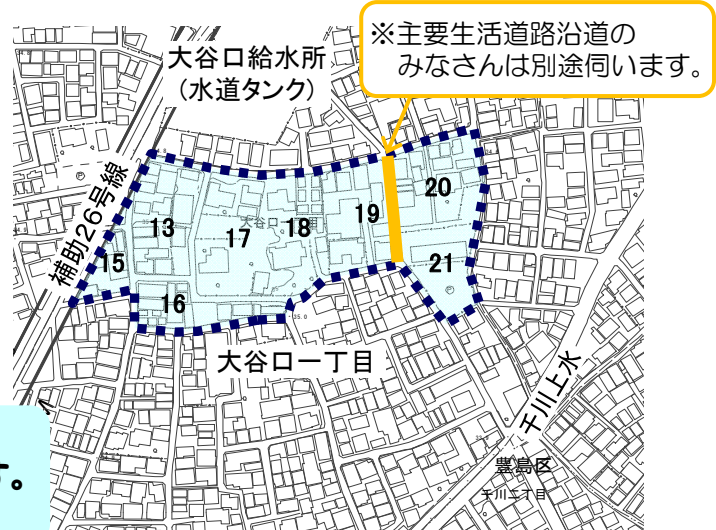 ※主要生活道路沿道の
みなさんは別途伺います。
大谷口給水所
(水道タンク)
補助26号線
13
15
16
17
18
19
20
21
大谷口一丁目
千川上水
豊島区
千川二丁目
す。